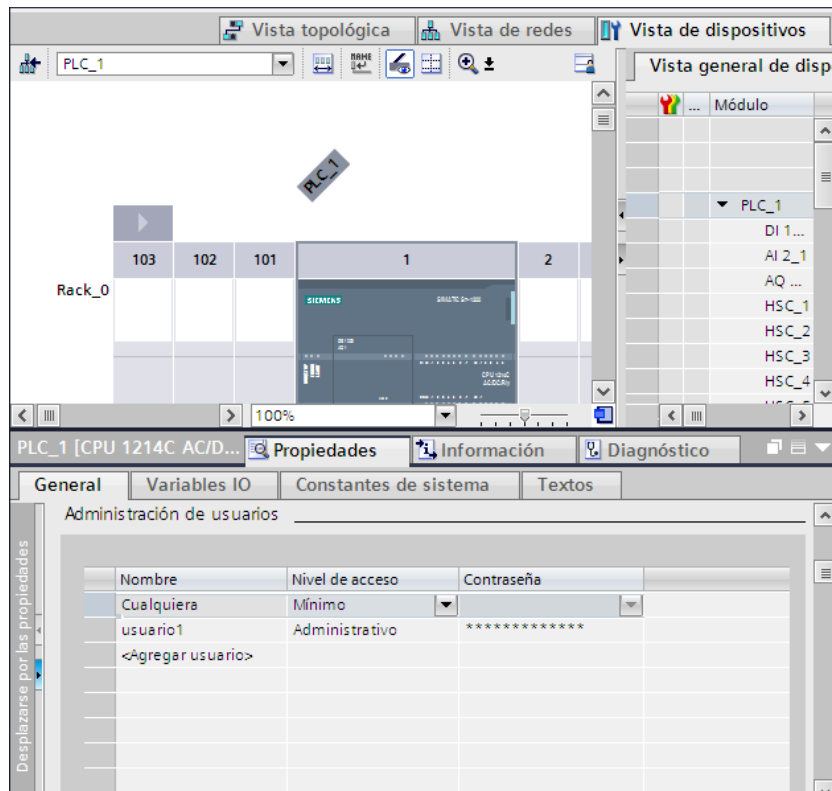 Vista topológica Vista de redes Vista de dispositivos
PLC_1 Vista general de disp
... Módulo
PLC_1
PLC_1
DI 1...
103 102 101 1 2 AI 2_1
Rack_0 AQ ...
SIEMENS HSC_1
HSC_2
HSC_3
HSC_4
100%
PLC_1 [CPU 1214C AC/D... Propiedades Información Diagnóstico
General Variables IO Constantes de sistema Textos
Administración de usuarios
Desplazarse por las propiedades
Nombre Nivel de acceso Contraseña
Cualquiera Mínimo
usuario1 Administrativo *************
<Agregar usuario>